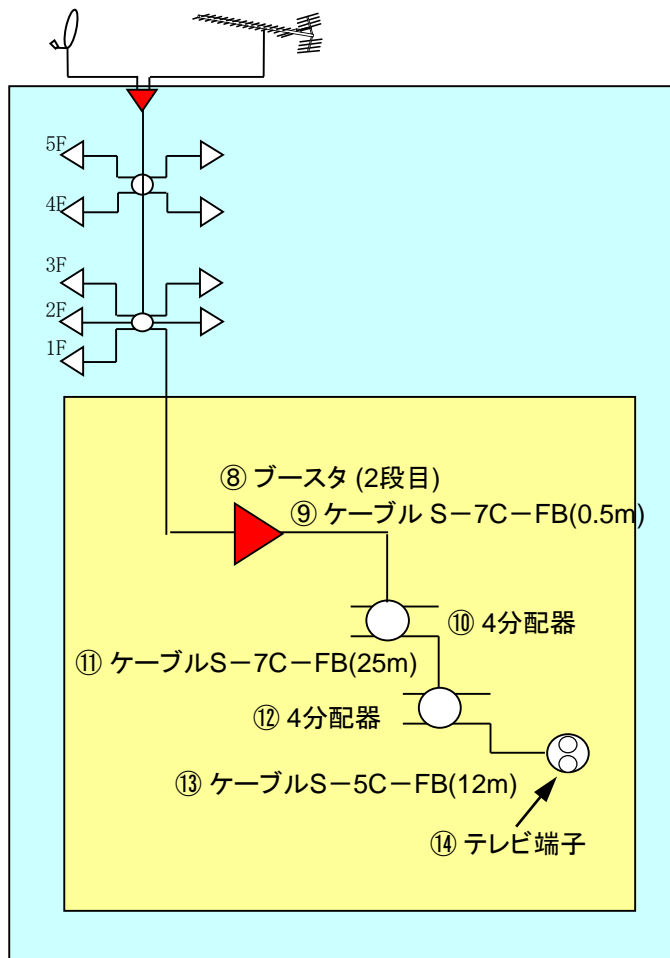 5F
4F
3F
2F
1F
⑧ ブースタ (2段目)
⑨ ケーブル S－7C－FB(0.5m)
⑩ 4分配器
⑪ ケーブルS－7C－FB(25m)
⑫ 4分配器
⑬ ケーブルS－5C－FB(12m)
⑭ テレビ端子